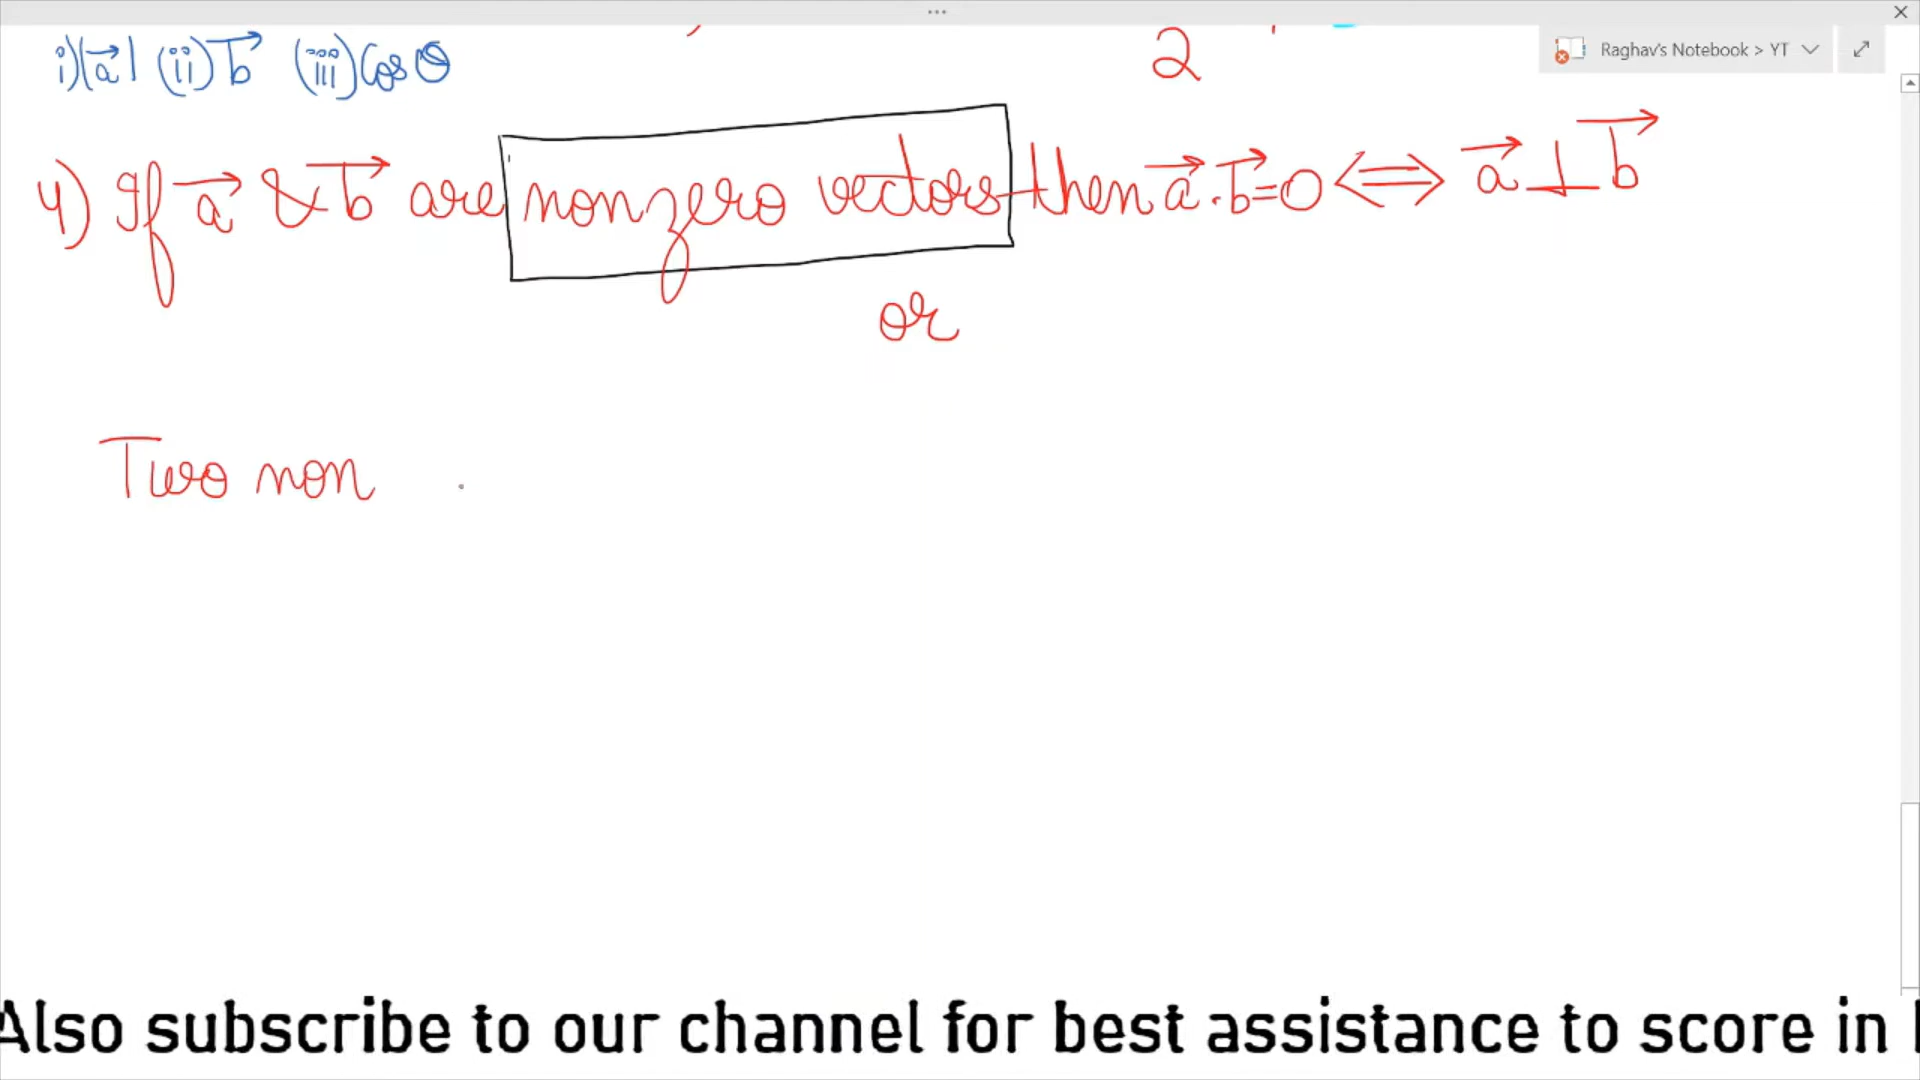 Raghav's Notebook > YT
i) |a⃗| (ii) b⃗ (iii) Cos θ
2
4) If a⃗ & b⃗ are nonzero vectors then a⃗ . b⃗ = 0 ⟺ a⃗ ⊥ b⃗
or
Two non
Also subscribe to our channel for best assistance to score in